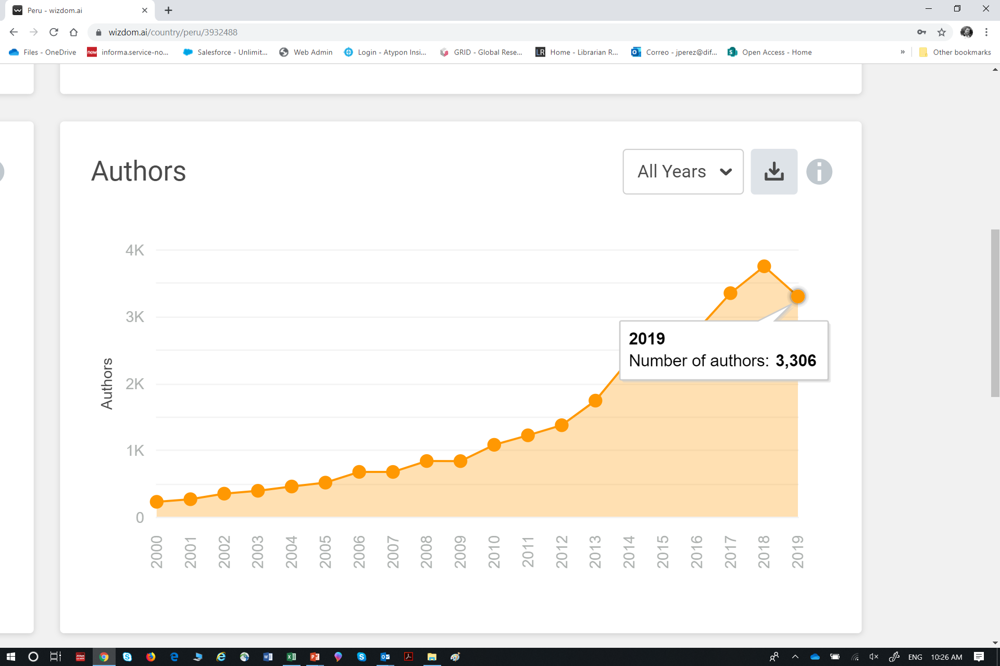 Peru - wizdom.ai
wizdom.ai/country/peru/3932488
Files - OneDrive
now informa.service-no...
Salesforce - Unlimit...
Web Admin
Login - Atypon Insi...
GRID - Global Rese...
LR Home - Librarian R...
Correo - jperez@dif...
Open Access - Home
»
Other bookmarks
Authors
All Years
i
4K
3K
2K
1K
0
Authors
2019
Number of authors: 3,306
2000 2001 2002 2003 2004 2005 2006 2007 2008 2009 2010 2011 2012 2013 2014 2015 2016 2017 2018 2019
ENG
10:26 AM